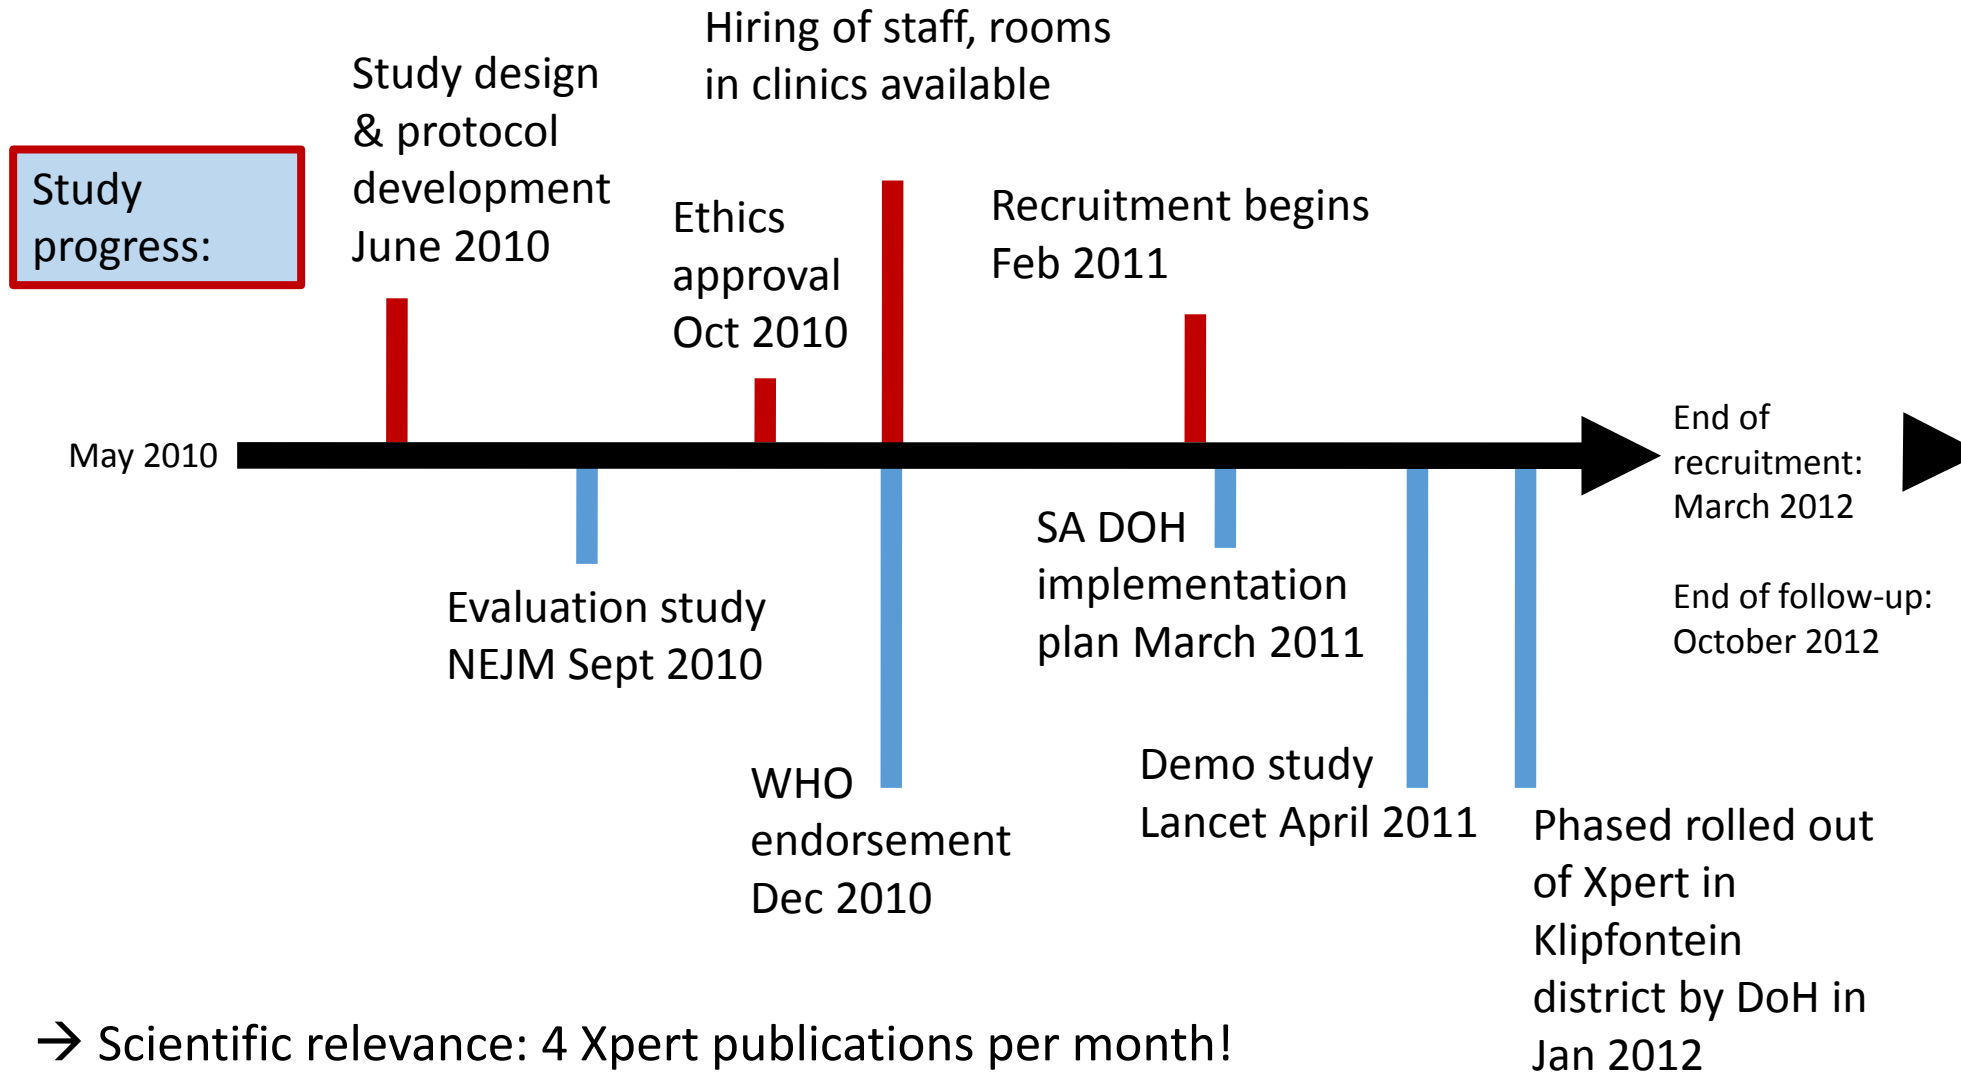 Hiring of staff, rooms
in clinics available
Study design
& protocol
development
June 2010
Study
progress:
Ethics
approval
Oct 2010
Recruitment begins
Feb 2011
May 2010
End of
recruitment:
March 2012
End of follow-up:
October 2012
Evaluation study
NEJM Sept 2010
SA DOH
implementation
plan March 2011
WHO
endorsement
Dec 2010
Demo study
Lancet April 2011
Phased rolled out
of Xpert in
Klipfontein
district by DoH in
Jan 2012
→ Scientific relevance: 4 Xpert publications per month!